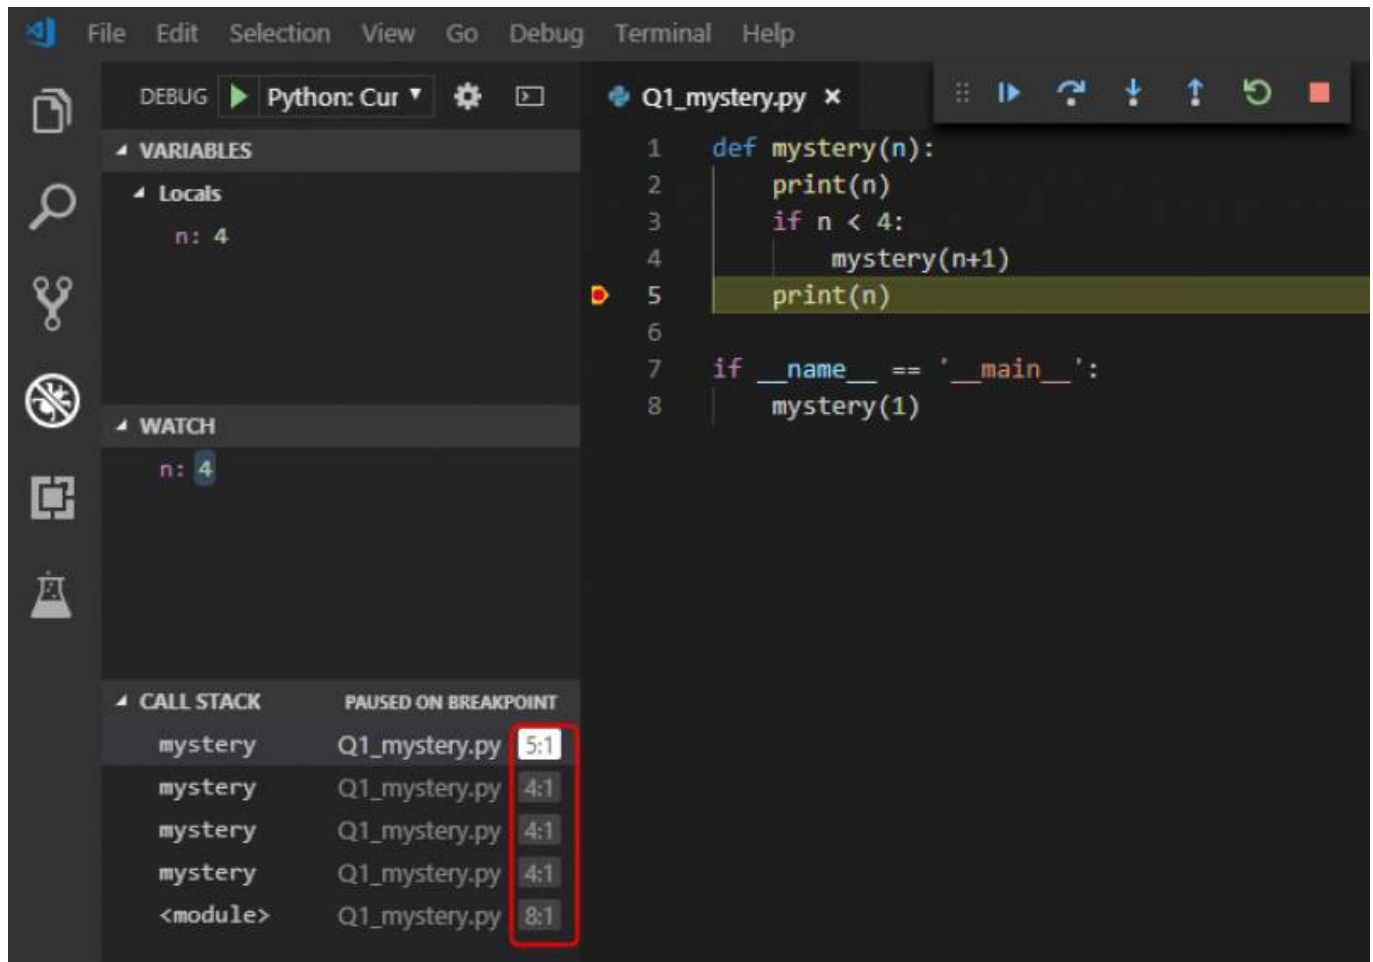 File Edit Selection View Go Debug Terminal Help
DEBUG Python: Cur
Q1_mystery.py ×
VARIABLES
Locals
n: 4
WATCH
n: 4
CALL STACK PAUSED ON BREAKPOINT
mystery Q1_mystery.py 5:1
mystery Q1_mystery.py 4:1
mystery Q1_mystery.py 4:1
mystery Q1_mystery.py 4:1
<module> Q1_mystery.py 8:1
1 def mystery(n):
2 print(n)
3 if n < 4:
4 mystery(n+1)
5 print(n)
6
7 if __name__ == '__main__':
8 mystery(1)